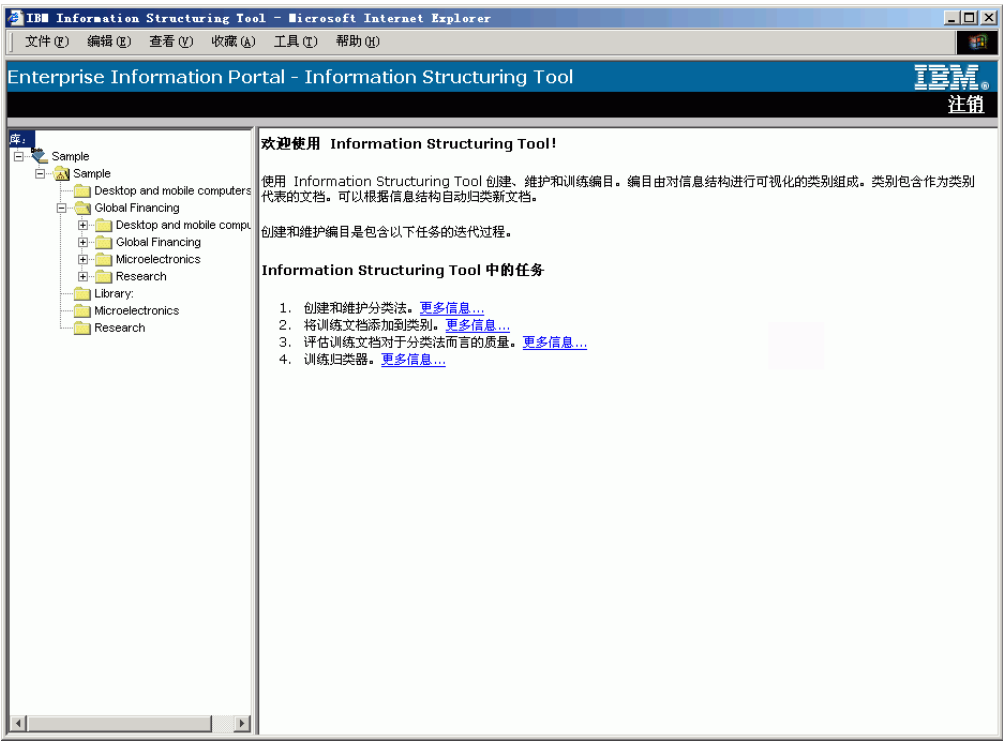 IBM Information Structuring Tool - Microsoft Internet Explorer
文件(F) 编辑(E) 查看(V) 收藏(A) 工具(T) 帮助(H)
Enterprise Information Portal - Information Structuring Tool
IBM®
注销
库:
Sample
Sample
Desktop and mobile computers
Global Financing
Desktop and mobile compu
Global Financing
Microelectronics
Research
Library:
Microelectronics
Research
欢迎使用 Information Structuring Tool!
使用 Information Structuring Tool 创建、维护和训练编目。编目由对信息结构进行可视化的类别组成。类别包含作为类别
代表的文档。可以根据信息结构自动归类新文档。
创建和维护编目是包含以下任务的迭代过程。
Information Structuring Tool 中的任务
1. 创建和维护分类法。更多信息...
2. 将训练文档添加到类别。更多信息...
3. 评估训练文档对于分类法而言的质量。更多信息...
4. 训练归类器。更多信息...